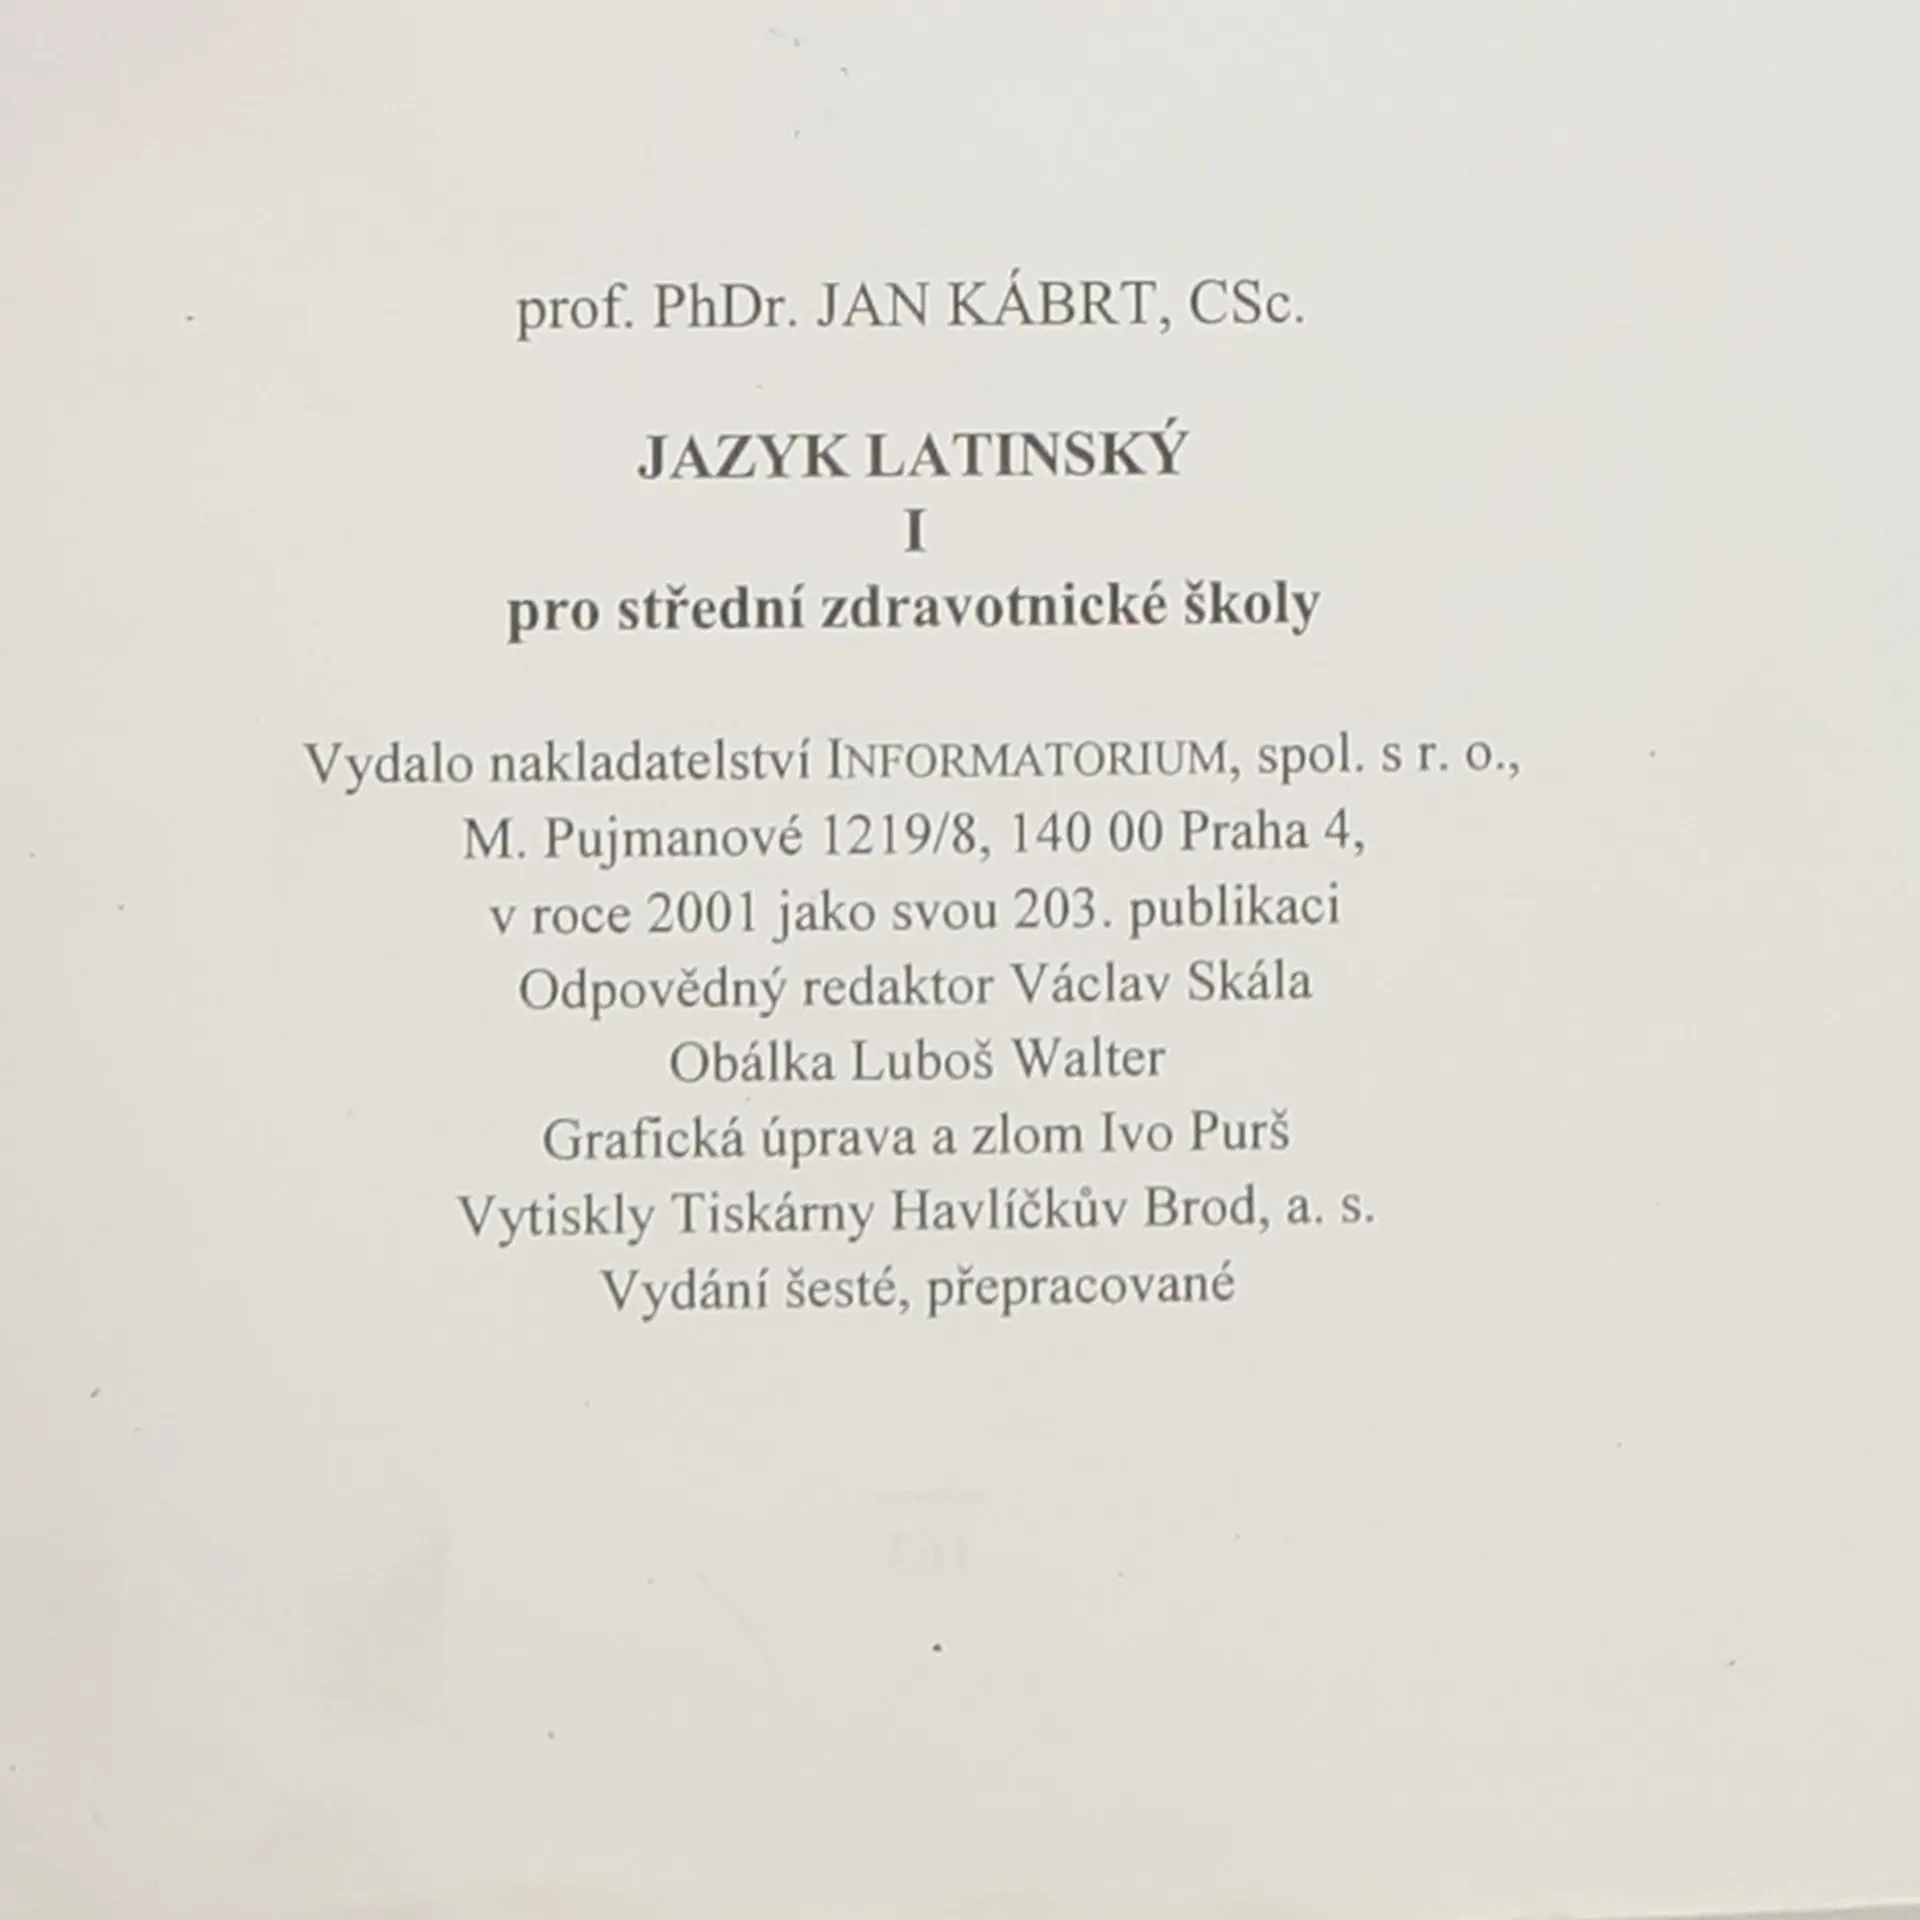 prof. PhDr. JAN KÁBRT, CSc.
JAZYK LATINSKÝ
I
pro střední zdravotnické školy
Vydalo nakladatelství INFORMATORIUM, spol. s r. o.,
M. Pujmanové 1219/8, 140 00 Praha 4,
v roce 2001 jako svou 203. publikaci
Odpovědný redaktor Václav Skála
Obálka Luboš Walter
Grafická úprava a zlom Ivo Purš
Vytiskly Tiskárny Havlíčkův Brod, a. s.
Vydání šesté, přepracované